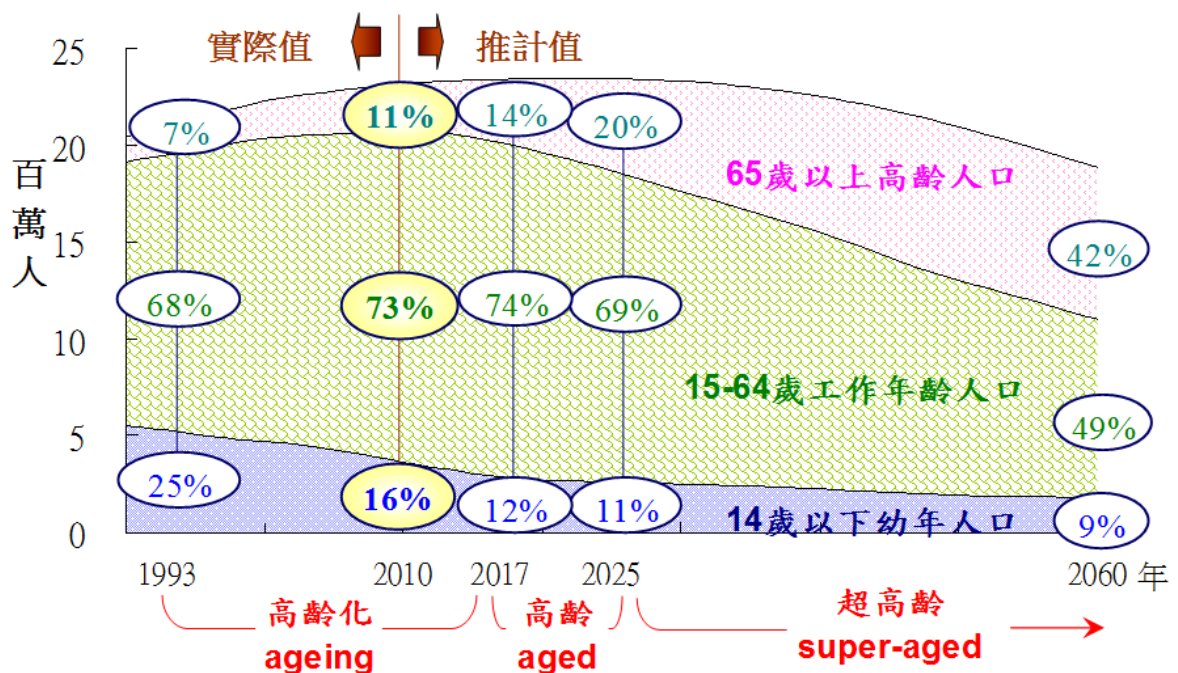 實際值 推計值
百萬人
25
20
15
10
5
0
7% 11% 14% 20%
65歲以上高齡人口
42%
68% 73% 74% 69%
15-64歲工作年齡人口
49%
25% 16% 12% 11%
14歲以下幼年人口
9%
1993 2010 2017 2025 2060 年
高齡化 高齡 超高齡
ageing aged super-aged